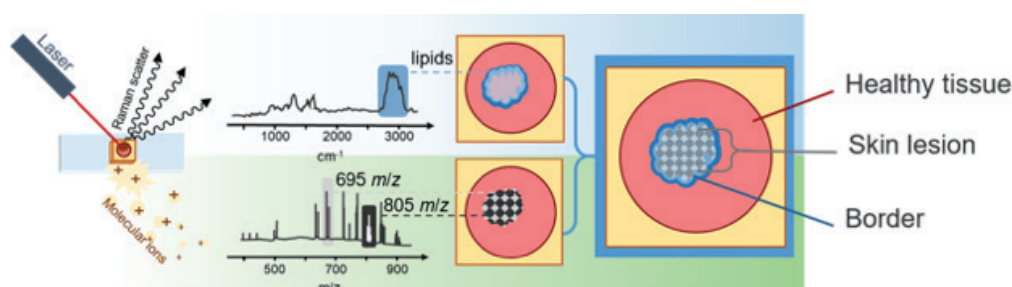 Laser
Raman scatter
Molecular ions
lipids
1000 2000 3000
cm⁻¹
695 m/z
805 m/z
500 700 900
m/z
Healthy tissue
Skin lesion
Border